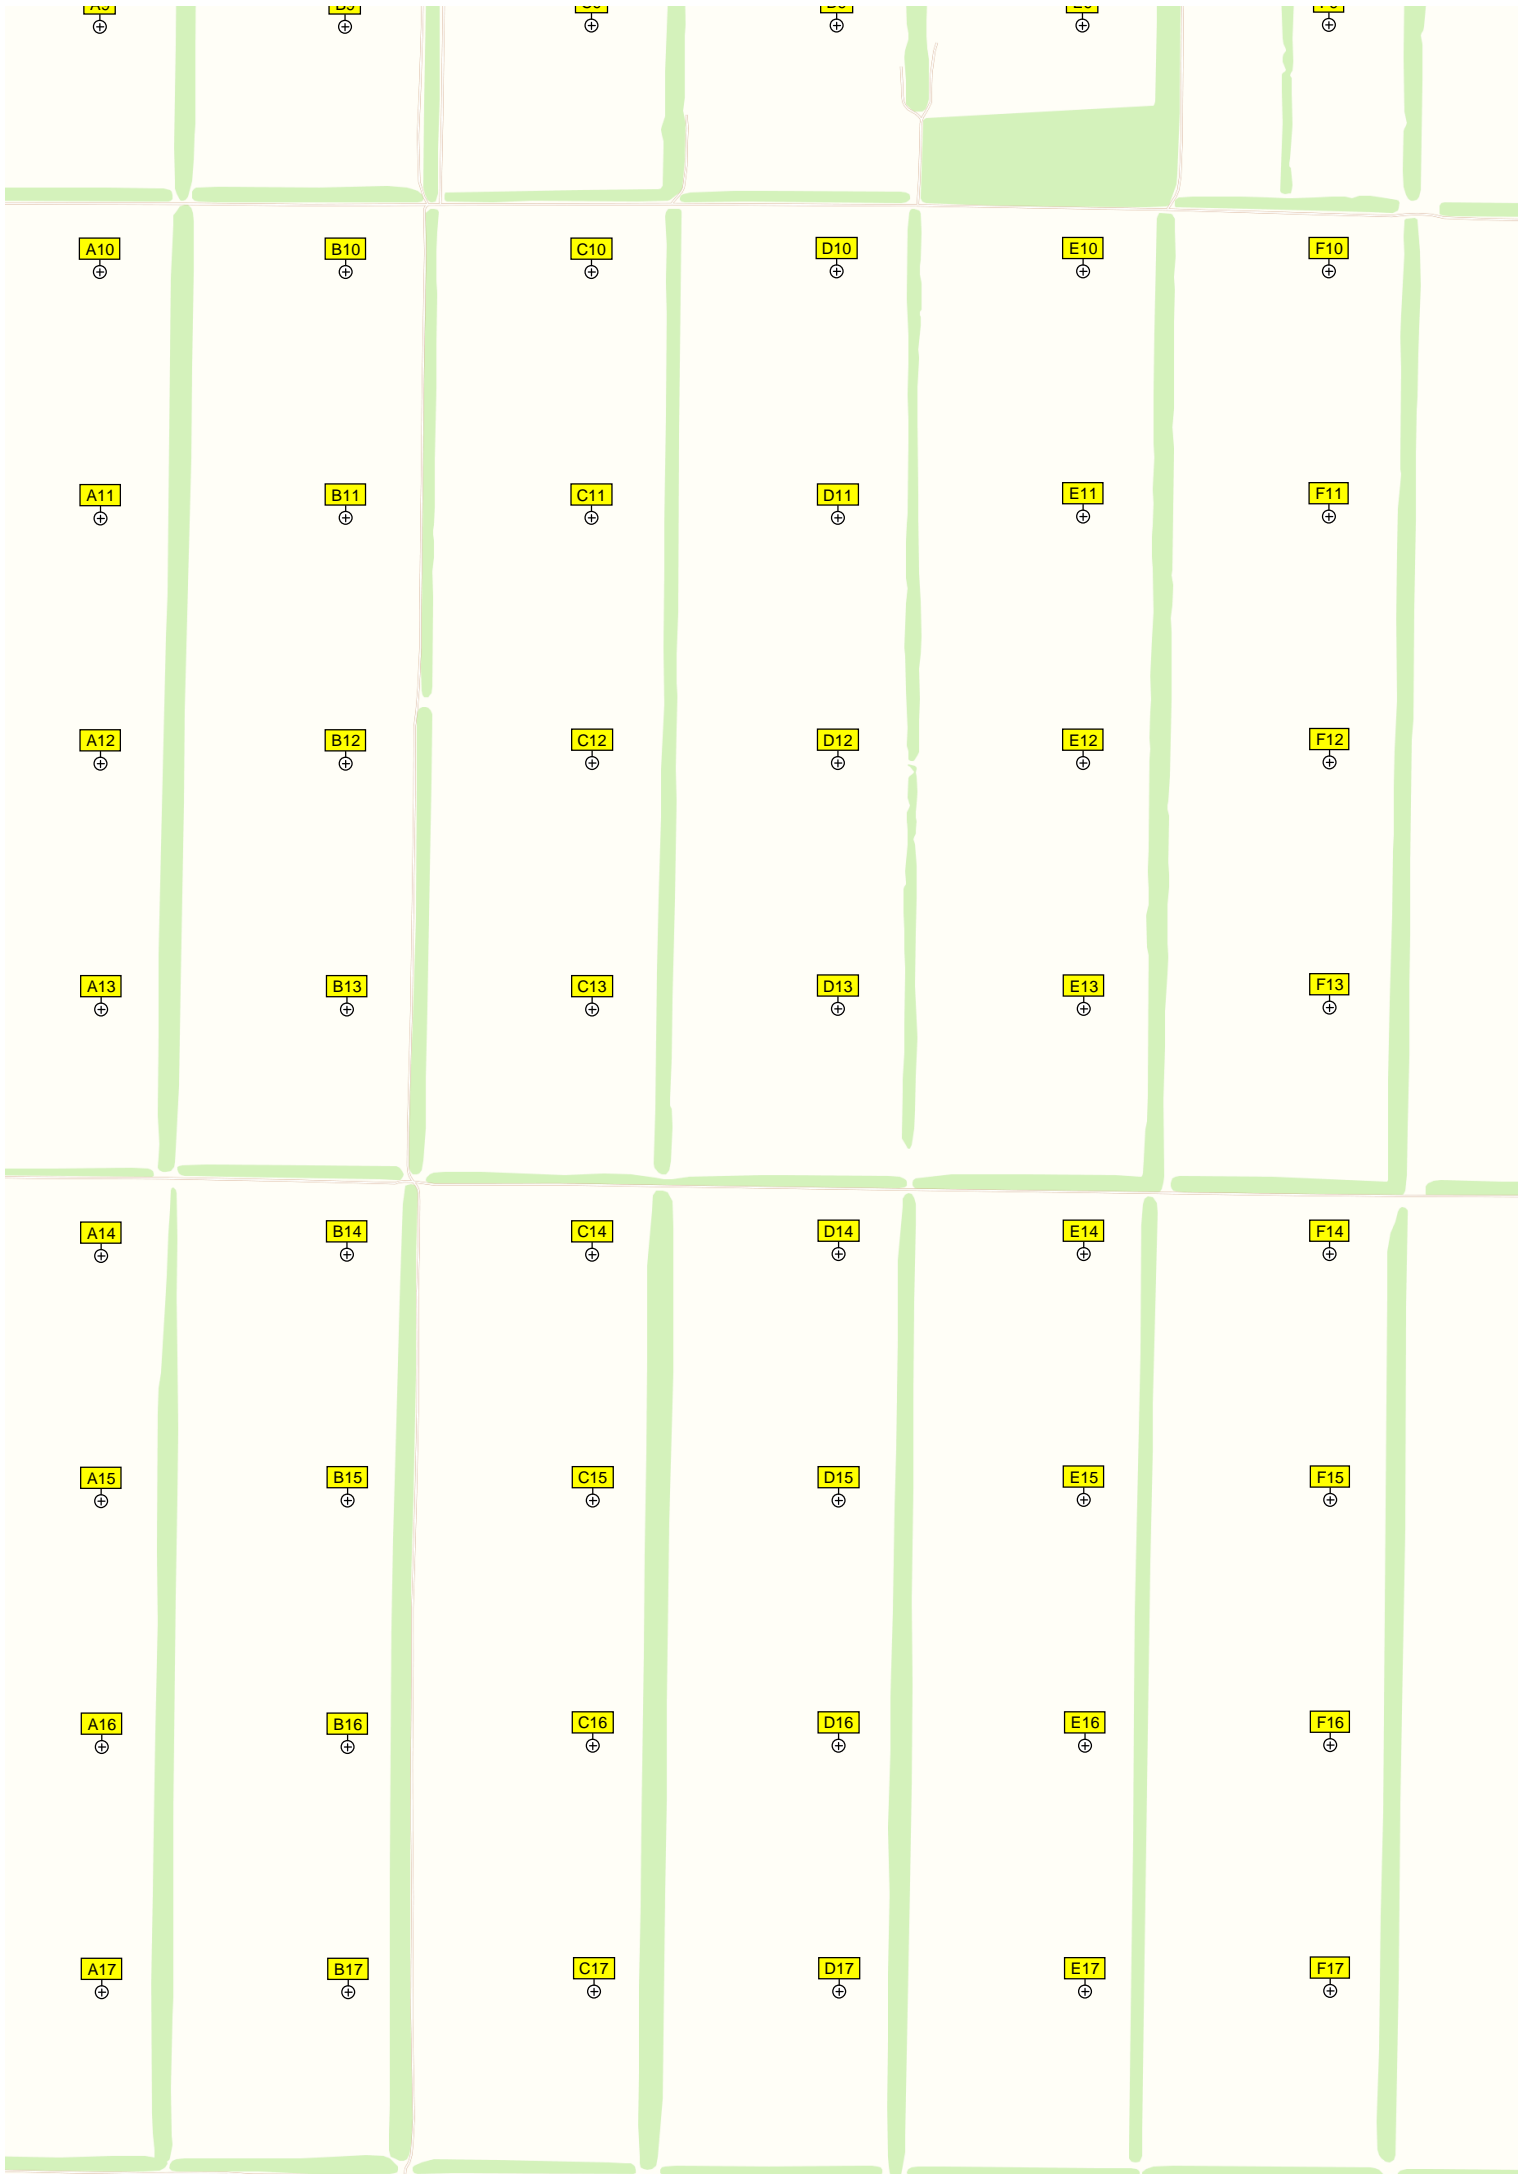 A10 B10 C10 D10 E10 F10
A11 B11 C11 D11 E11 F11
A12 B12 C12 D12 E12 F12
A13 B13 C13 D13 E13 F13
A14 B14 C14 D14 E14 F14
A15 B15 C15 D15 E15 F15
A16 B16 C16 D16 E16 F16
A17 B17 C17 D17 E17 F17